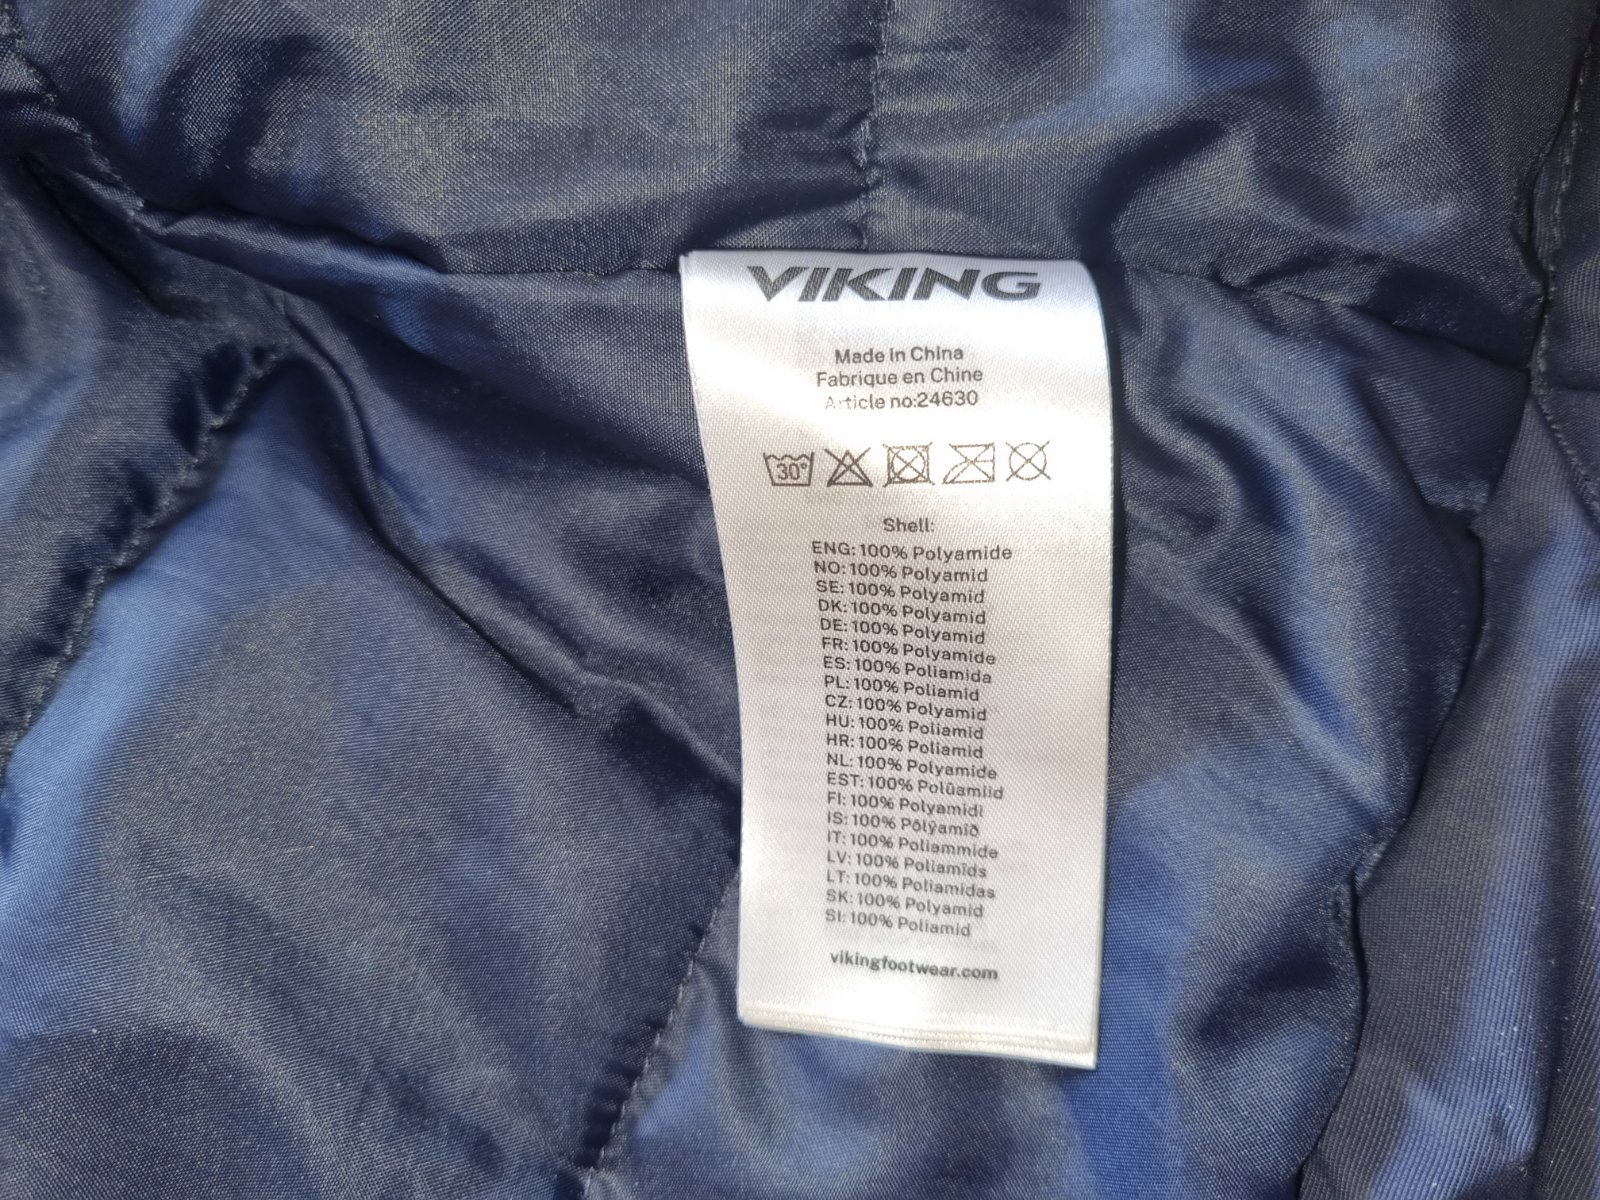 VIKING
Made in China
Fabrique en Chine
Article no:24630
30°
Shell:
ENG: 100% Polyamide
NO: 100% Polyamid
SE: 100% Polyamid
DK: 100% Polyamid
DE: 100% Polyamid
FR: 100% Polyamide
ES: 100% Poliamida
PL: 100% Poliamid
CZ: 100% Polyamid
HU: 100% Poliamid
HR: 100% Poliamid
NL: 100% Polyamide
EST: 100% Polüamiid
FI: 100% Polyamidi
IS: 100% Pólýamíð
IT: 100% Poliammide
LV: 100% Poliamīds
LT: 100% Poliamidas
SK: 100% Polyamid
SI: 100% Poliamid
vikingfootwear.com